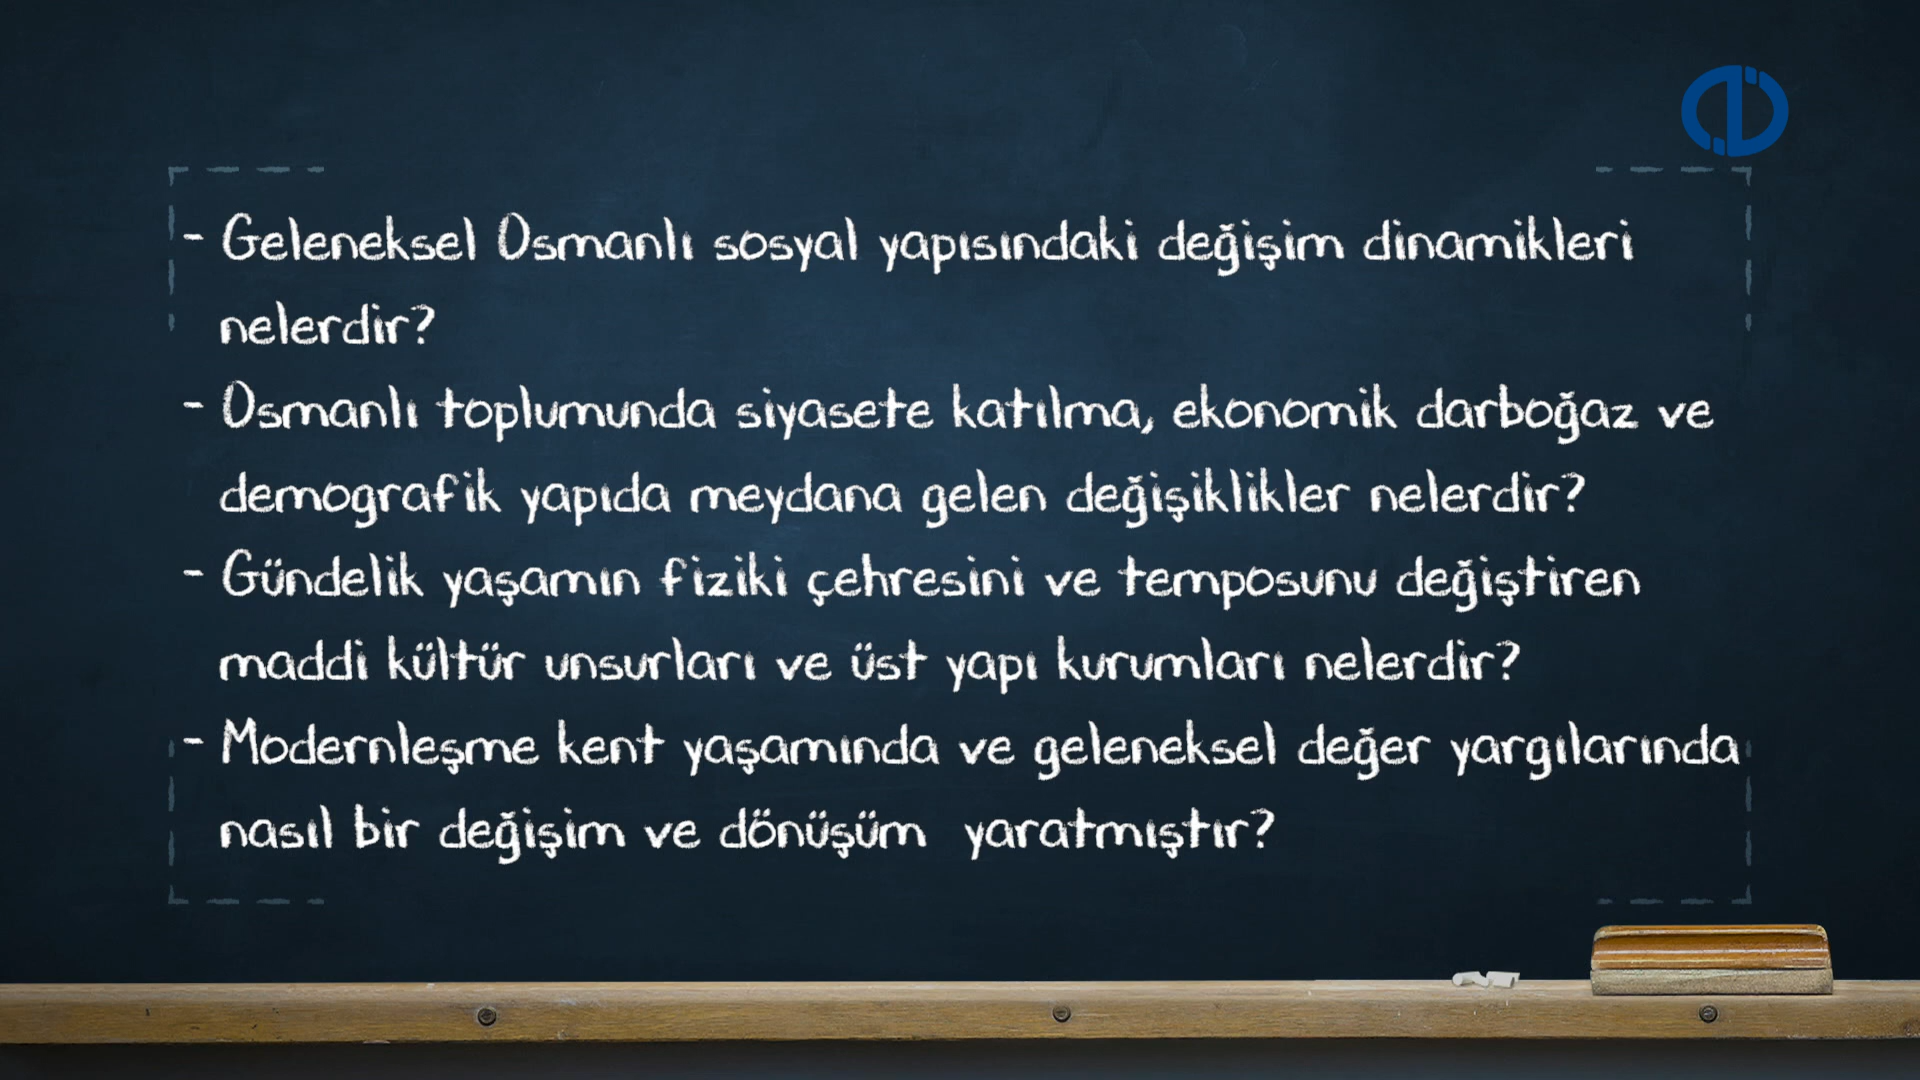 - Geleneksel Osmanlı sosyal yapısındaki değişim dinamikleri
nelerdir?
- Osmanlı toplumunda siyasete katılma, ekonomik darboğaz ve
demografik yapıda meydana gelen değişiklikler nelerdir?
- Gündelik yaşamın fiziki çehresini ve temposunu değiştiren
maddi kültür unsurları ve üst yapı kurumları nelerdir?
- Modernleşme kent yaşamında ve geleneksel değer yargılarında
nasıl bir değişim ve dönüşüm yaratmıştır?